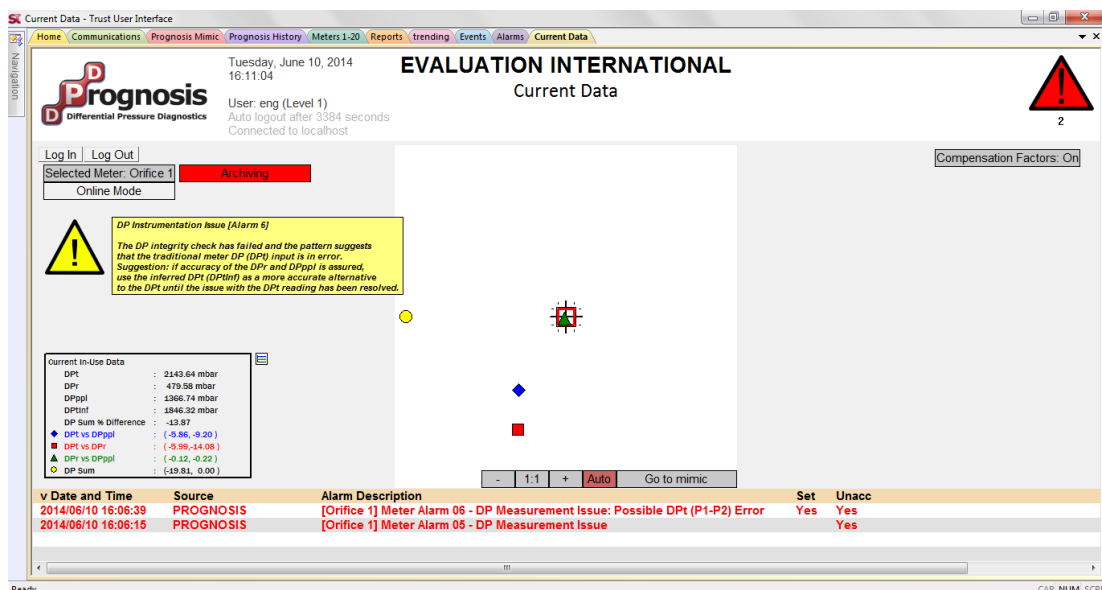 Current Data - Trust User Interface
Home Communications Prognosis Mimic Prognosis History Meters 1-20 Reports trending Events Alarms Current Data
Navigation
DP Prognosis
D Differential Pressure Diagnostics
Tuesday, June 10, 2014
16:11:04
User: eng (Level 1)
Auto logout after 3384 seconds
Connected to localhost
EVALUATION INTERNATIONAL
Current Data
2
Log In Log Out
Selected Meter: Orifice 1 Archiving
Online Mode
Compensation Factors: On
DP Instrumentation Issue [Alarm 6]
The DP integrity check has failed and the pattern suggests
that the traditional meter DP (DPt) input is in error.
Suggestion: if accuracy of the DPr and DPppl is assured,
use the inferred DPt (DPtInf) as a more accurate alternative
to the DPt until the issue with the DPt reading has been resolved.
Current In-Use Data
DPt : 2143.64 mbar
DPr : 479.58 mbar
DPppl : 1366.74 mbar
DPtInf : 1846.32 mbar
DP Sum % Difference : -13.87
DPt vs DPppl : ( -5.86, -9.20 )
DPt vs DPr : ( -5.99,-14.08 )
DPr vs DPppl : ( -0.12, -0.22 )
DP Sum : (-19.81, 0.00 )
- 1:1 + Auto Go to mimic
v Date and Time Source Alarm Description Set Unacc
2014/06/10 16:06:39 PROGNOSIS [Orifice 1] Meter Alarm 06 - DP Measurement Issue: Possible DPt (P1-P2) Error Yes Yes
2014/06/10 16:06:15 PROGNOSIS [Orifice 1] Meter Alarm 05 - DP Measurement Issue Yes
Ready CAP NUM